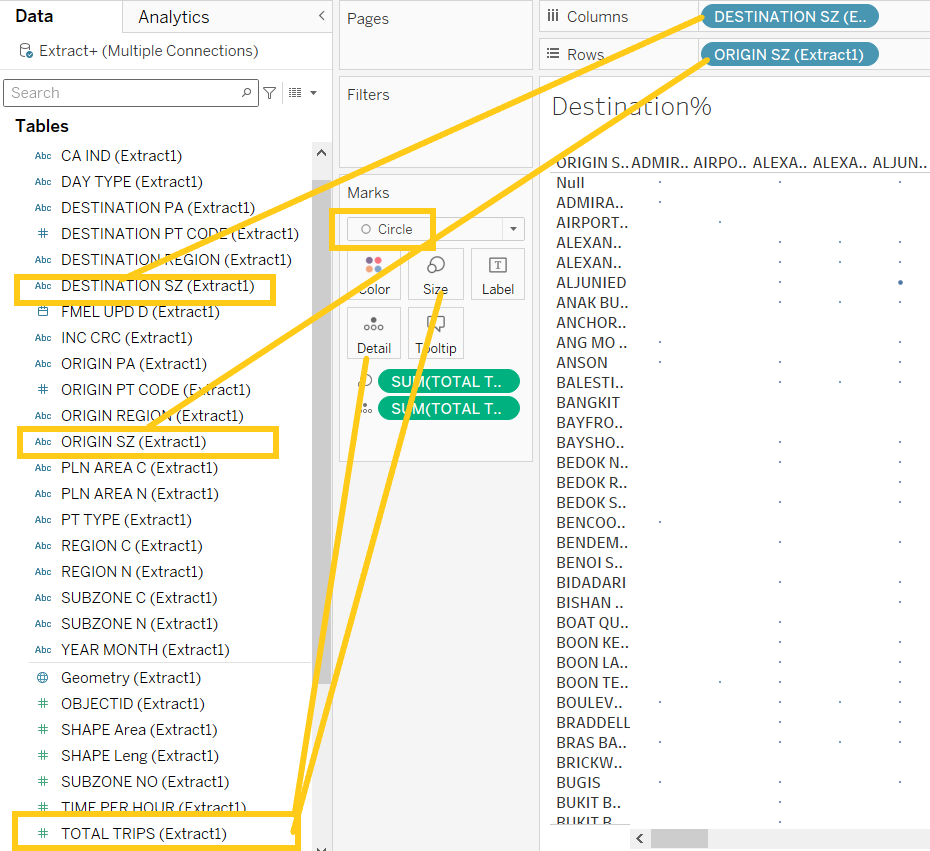 Data
Analytics
Extract+ (Multiple Connections)
Search
Tables
Abc CA IND (Extract1)
Abc DAY TYPE (Extract1)
Abc DESTINATION PA (Extract1)
# DESTINATION PT CODE (Extract1)
Abc DESTINATION REGION (Extract1)
Abc DESTINATION SZ (Extract1)
FMEL UPD D (Extract1)
Abc INC CRC (Extract1)
Abc ORIGIN PA (Extract1)
# ORIGIN PT CODE (Extract1)
Abc ORIGIN REGION (Extract1)
Abc ORIGIN SZ (Extract1)
Abc PLN AREA C (Extract1)
Abc PLN AREA N (Extract1)
Abc PT TYPE (Extract1)
Abc REGION C (Extract1)
Abc REGION N (Extract1)
Abc SUBZONE C (Extract1)
Abc SUBZONE N (Extract1)
Abc YEAR MONTH (Extract1)
Geometry (Extract1)
# OBJECTID (Extract1)
# SHAPE Area (Extract1)
# SHAPE Leng (Extract1)
# SUBZONE NO (Extract1)
# TIME PER HOUR (Extract1)
# TOTAL TRIPS (Extract1)
Pages
Filters
Marks
Circle
Color Size Label
Detail Tooltip
SUM(TOTAL T..
SUM(TOTAL T..
Columns DESTINATION SZ (E..
Rows ORIGIN SZ (Extract1)
Destination%
ORIGIN S.. ADMIR.. AIRPO.. ALEXA.. ALEXA.. ALJUN..
Null
ADMIRA..
AIRPORT..
ALEXAN..
ALEXAN..
ALJUNIED
ANAK BU..
ANCHOR..
ANG MO ..
ANSON
BALESTI..
BANGKIT
BAYFRO..
BAYSHO..
BEDOK N..
BEDOK R..
BEDOK S..
BENCOO..
BENDEM..
BENOI S..
BIDADARI
BISHAN ..
BOAT QU..
BOON KE..
BOON LA..
BOON TE..
BOULEV..
BRADDELL
BRAS BA..
BRICKW..
BUGIS
BUKIT B..
BUKIT B..